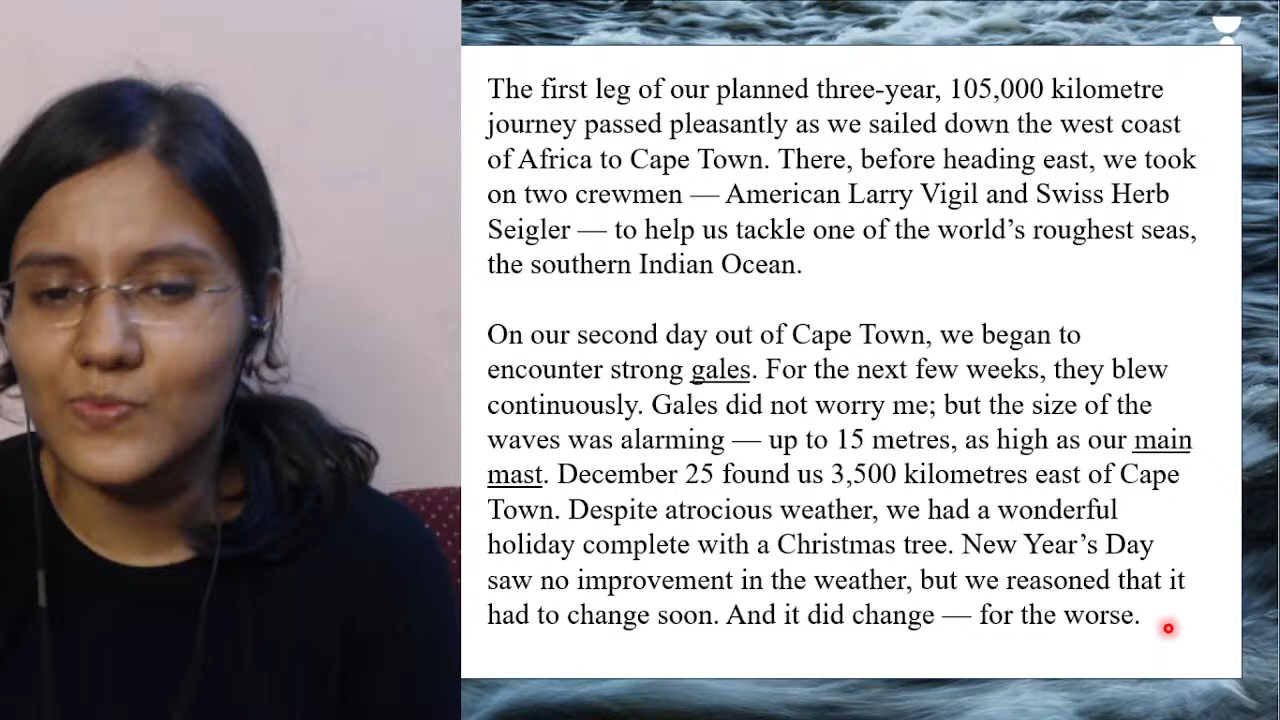 The first leg of our planned three-year, 105,000 kilometre
journey passed pleasantly as we sailed down the west coast
of Africa to Cape Town. There, before heading east, we took
on two crewmen — American Larry Vigil and Swiss Herb
Seigler — to help us tackle one of the world’s roughest seas,
the southern Indian Ocean.
On our second day out of Cape Town, we began to
encounter strong gales. For the next few weeks, they blew
continuously. Gales did not worry me; but the size of the
waves was alarming — up to 15 metres, as high as our main
mast. December 25 found us 3,500 kilometres east of Cape
Town. Despite atrocious weather, we had a wonderful
holiday complete with a Christmas tree. New Year’s Day
saw no improvement in the weather, but we reasoned that it
had to change soon. And it did change — for the worse.